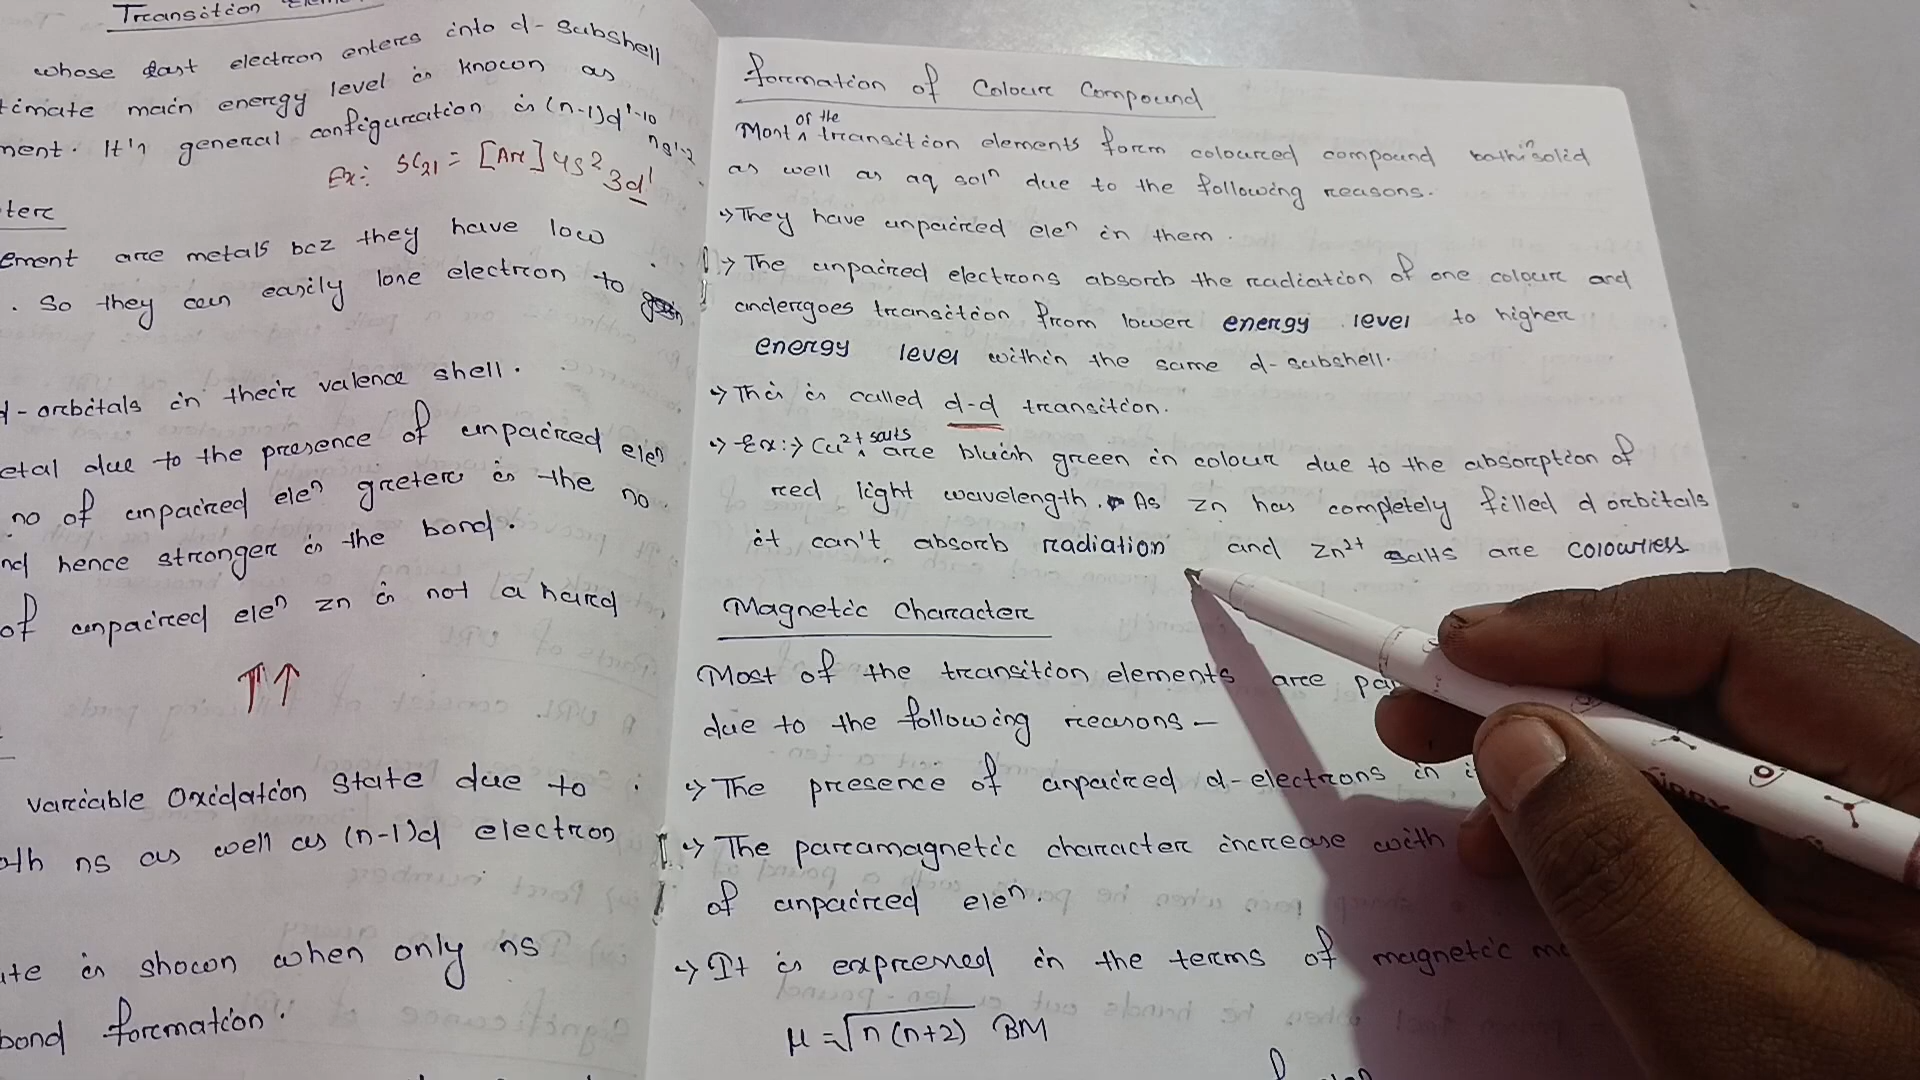 Transition
whose last electron enters into d-subshell
timate main energy level is known as
ment. It's general configuration is (n-1)d¹⁻¹⁰
ns¹⁻²
Ex: Sc₂₁ = [Ar] 4s² 3d¹
ter
ement are metals bcz they have low
. So they can easily lone electron to
d-orbitals in their valence shell.
etal due to the presence of unpaired eleⁿ
no of unpaired eleⁿ greter is the no.
nd hence stronger is the bond.
of unpaired eleⁿ Zn is not a hard
↑↑
variable Oxidation state due to
oth ns as well as (n-1)d electron
ate is shown when only ns
bond formation.
Formation of Colour Compound
Most of the transition elements form coloured compound both in solid
as well as aq solⁿ due to the following reasons.
→ They have unpaired eleⁿ in them.
→ The unpaired electrons absorb the radiation of one colour and
undergoes transition from lower energy level to higher
energy level within the same d-subshell.
→ This is called d-d transition.
→ Ex:→ Cu²⁺ salts are bluish green in colour due to the absorption of
red light wavelength. As Zn has completely filled d orbitals
it can't absorb radiation and Zn²⁺ salts are colourless
Magnetic Character
Most of the transition elements are
due to the following reasons –
→ The presence of unpaired d-electrons in
→ The paramagnetic character increase with
of unpaired eleⁿ.
→ It is expressed in the terms of magnetic
μ = √n(n+2) BM